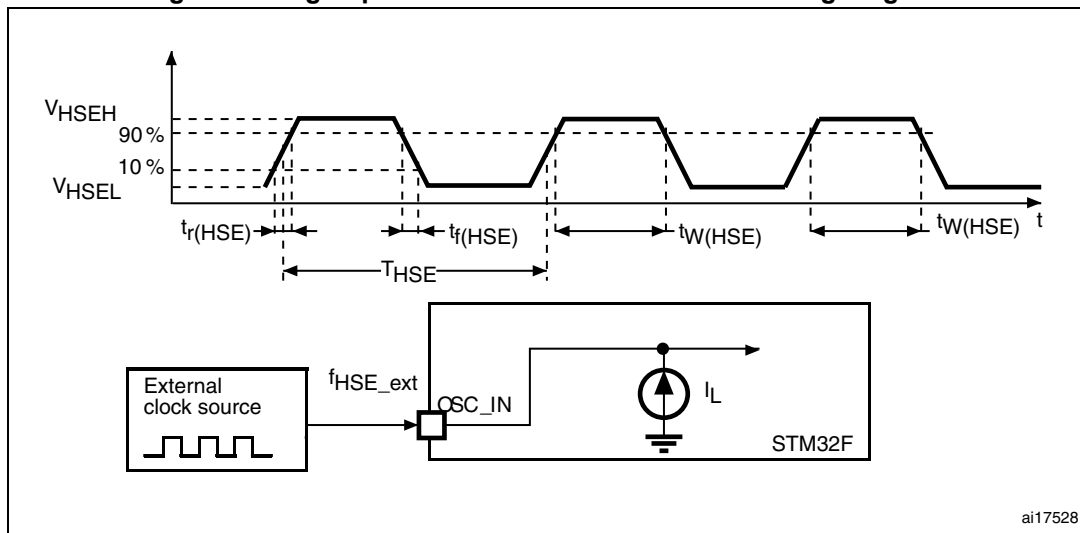 VHSEH
90 %
10 %
VHSEL
tr(HSE)
tf(HSE)
tW(HSE)
tW(HSE)
t
THSE
External
clock source
fHSE_ext
OSC_IN
IL
STM32F
ai17528